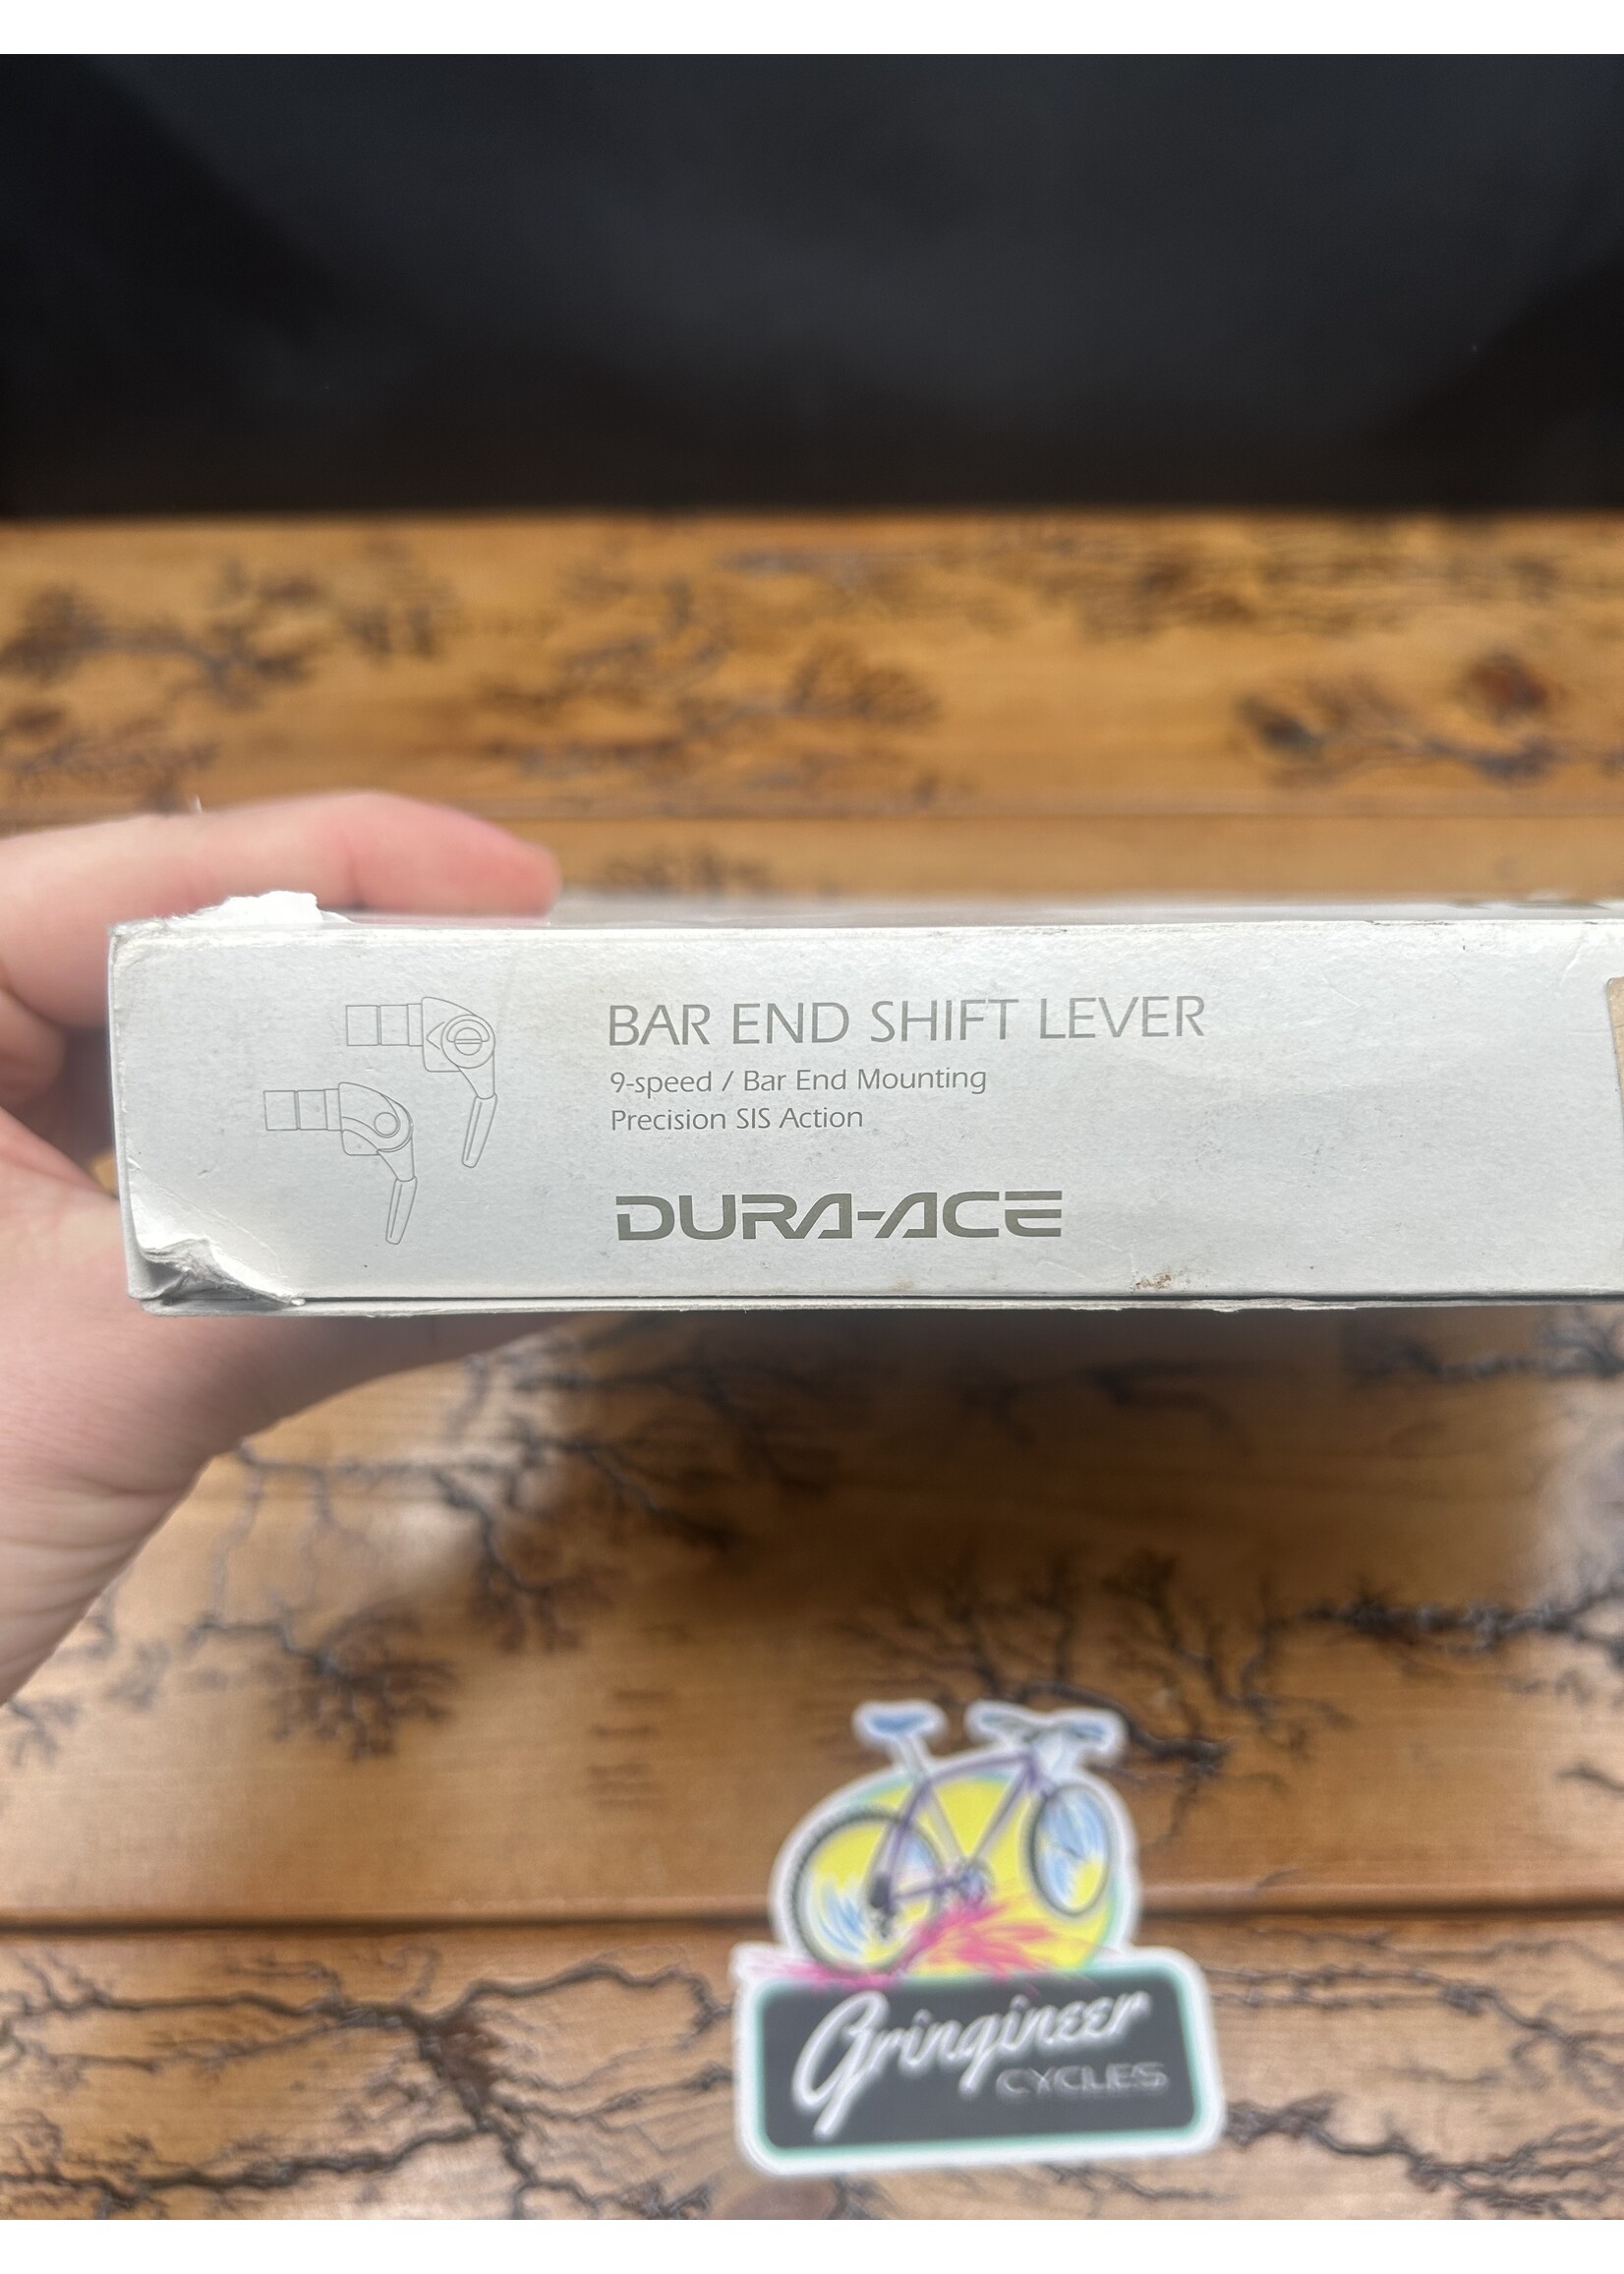 BAR END SHIFT LEVER
9-speed / Bar End Mounting
Precision SIS Action
DURA-ACE
Gringineer
CYCLES